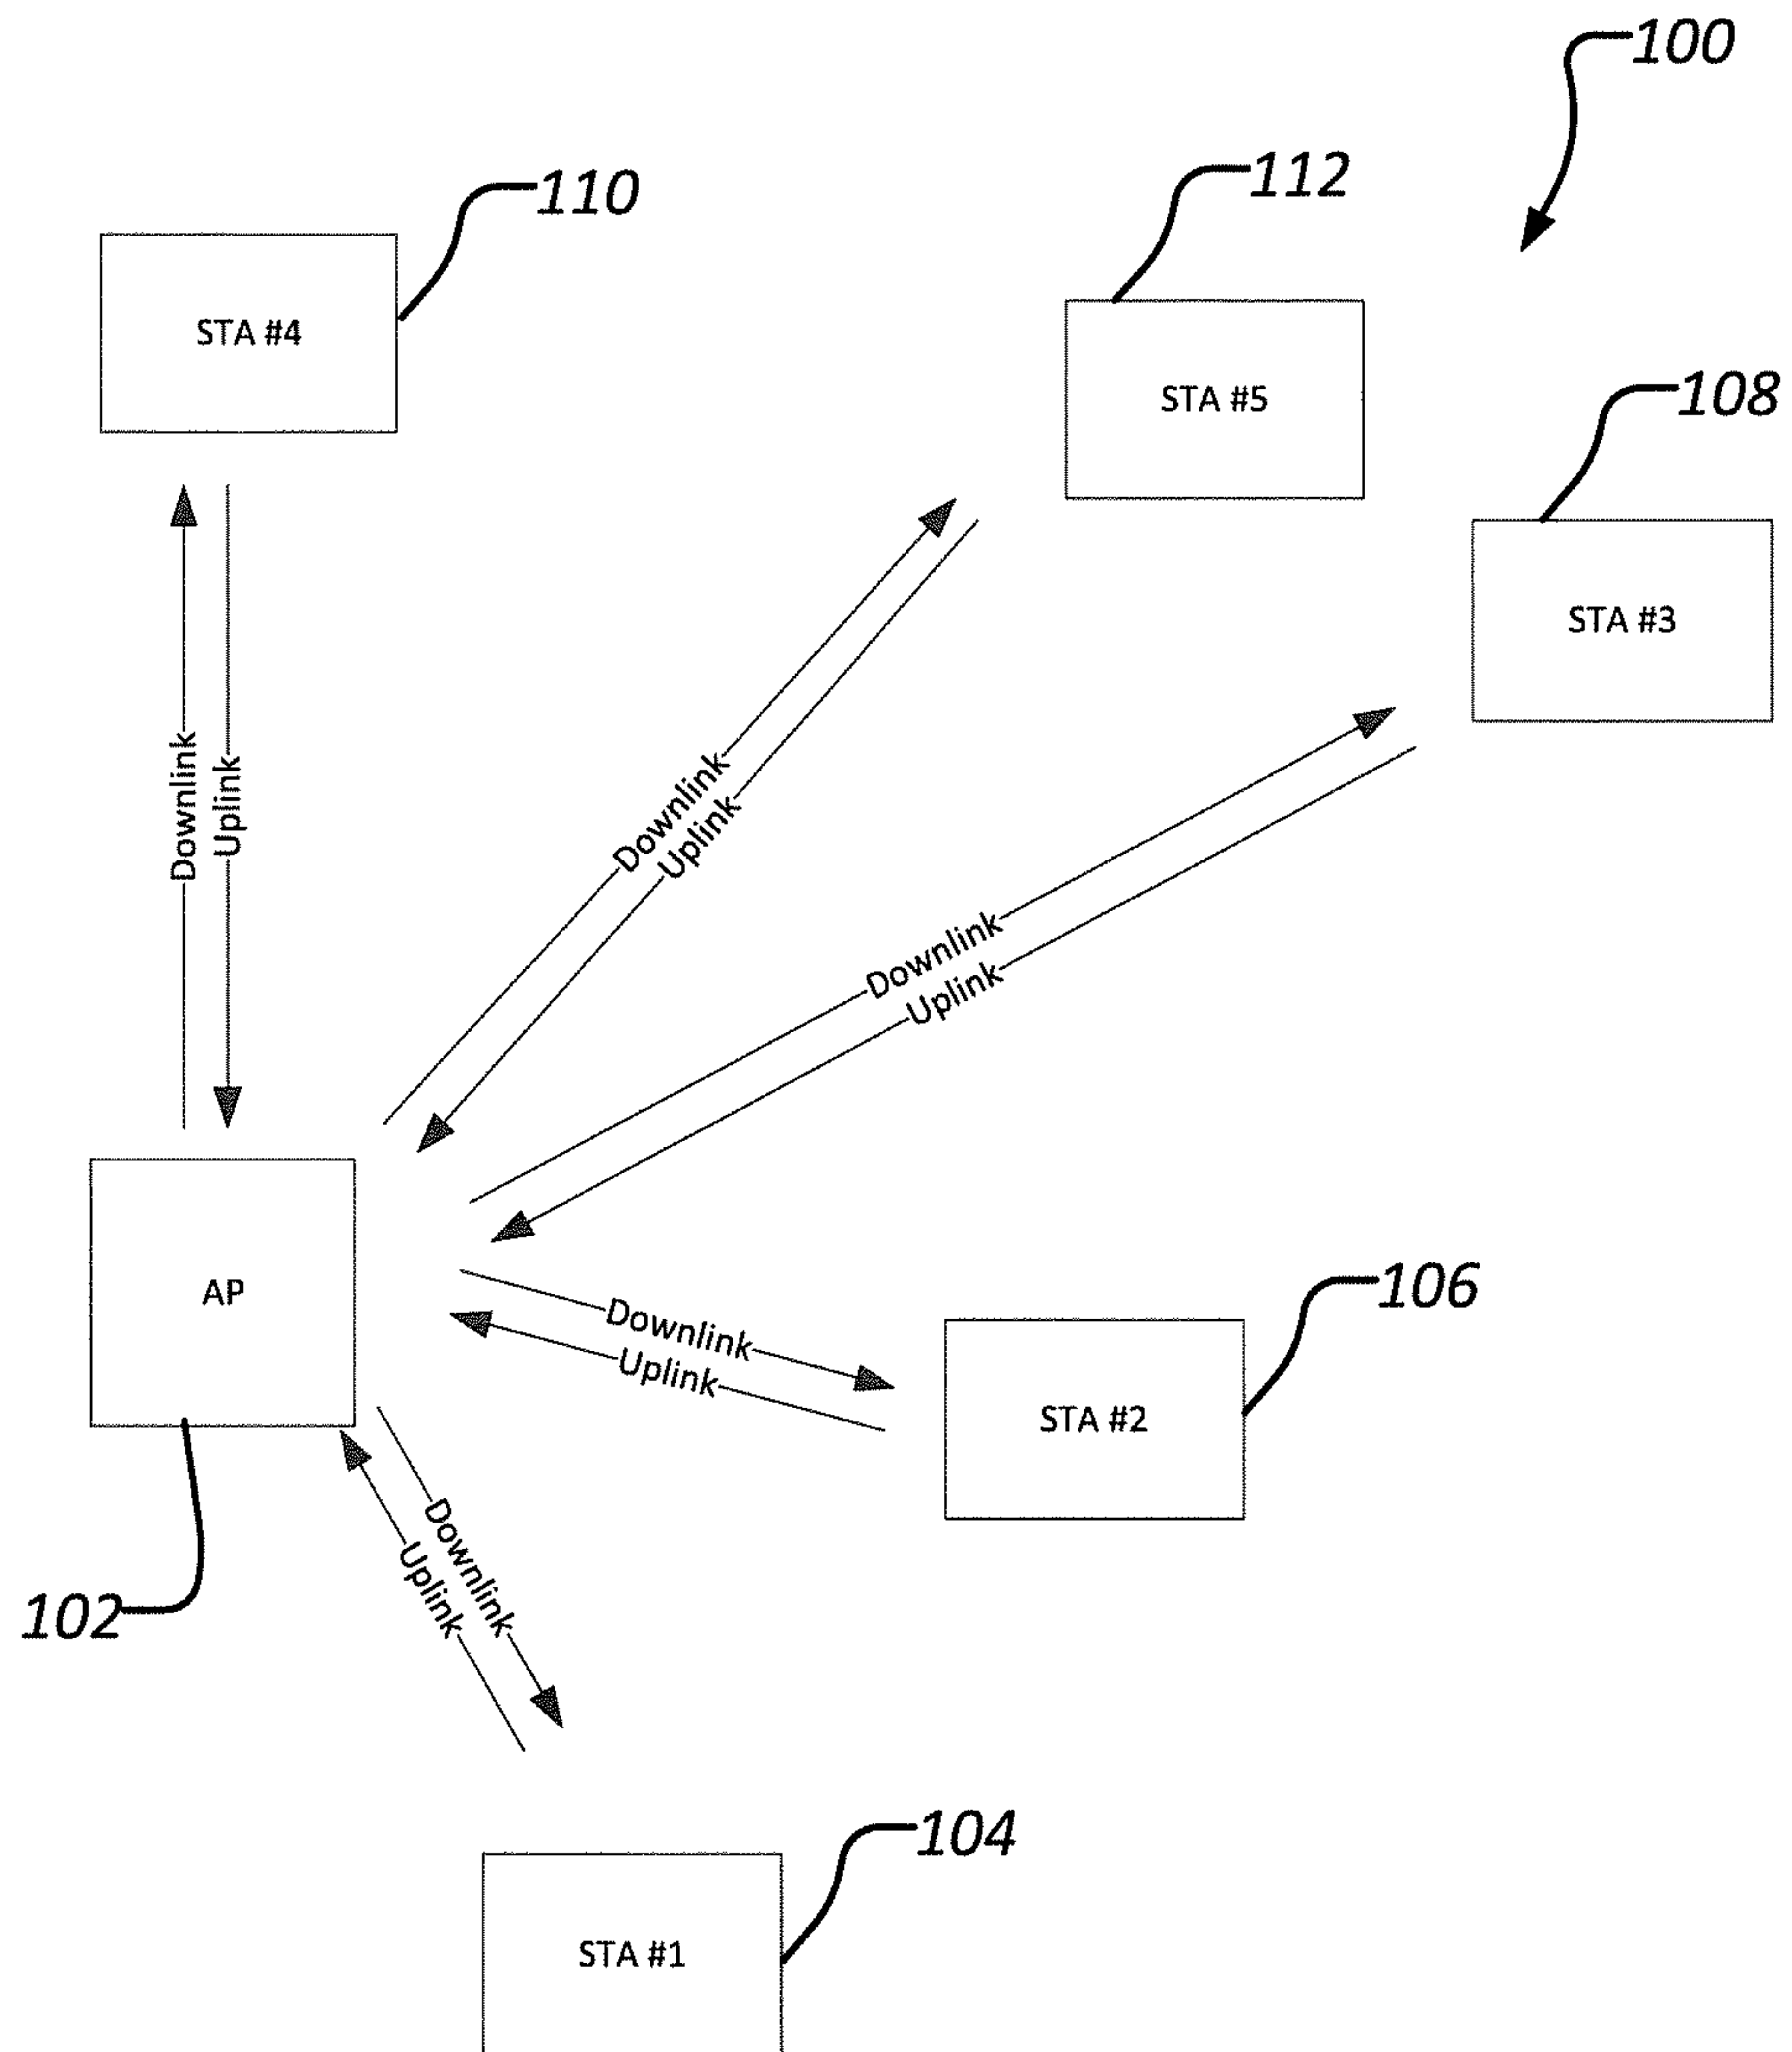 100
112
110
STA #4
STA #5
108
STA #3
Downlink
Uplink
Downlink
Uplink
Downlink
Uplink
AP
106
Downlink
Uplink
STA #2
Downlink
Uplink
102
104
STA #1